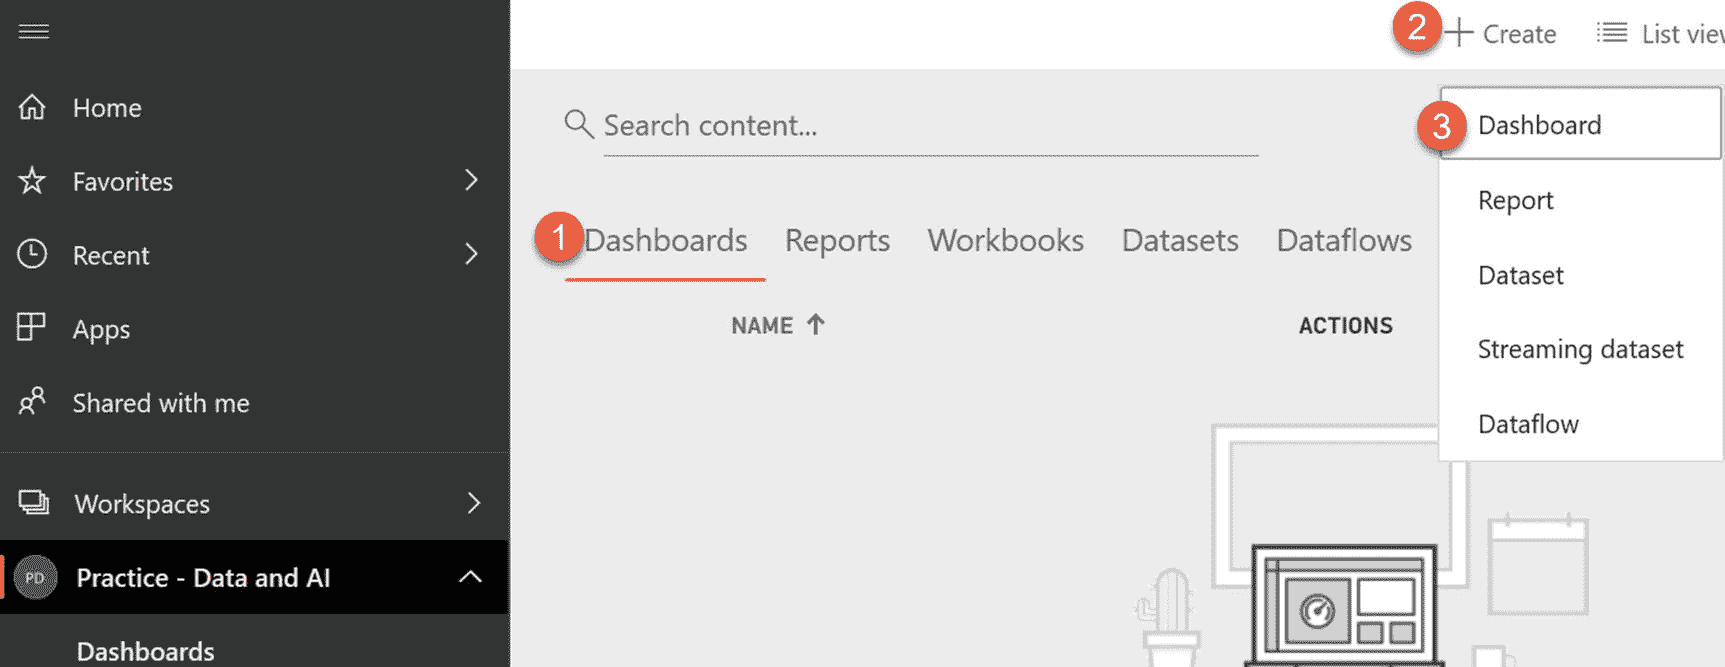 Home
Favorites
Recent
Apps
Shared with me
Workspaces
PD Practice - Data and AI
Dashboards
2 Create List view
Search content...
3 Dashboard
Report
Dataset
Streaming dataset
Dataflow
1 Dashboards Reports Workbooks Datasets Dataflows
NAME ACTIONS